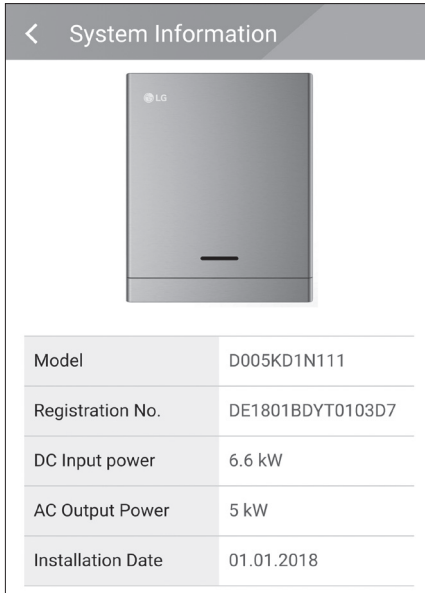 System Information
LG
Model D005KD1N111
Registration No. DE1801BDYT0103D7
DC Input power 6.6 kW
AC Output Power 5 kW
Installation Date 01.01.2018